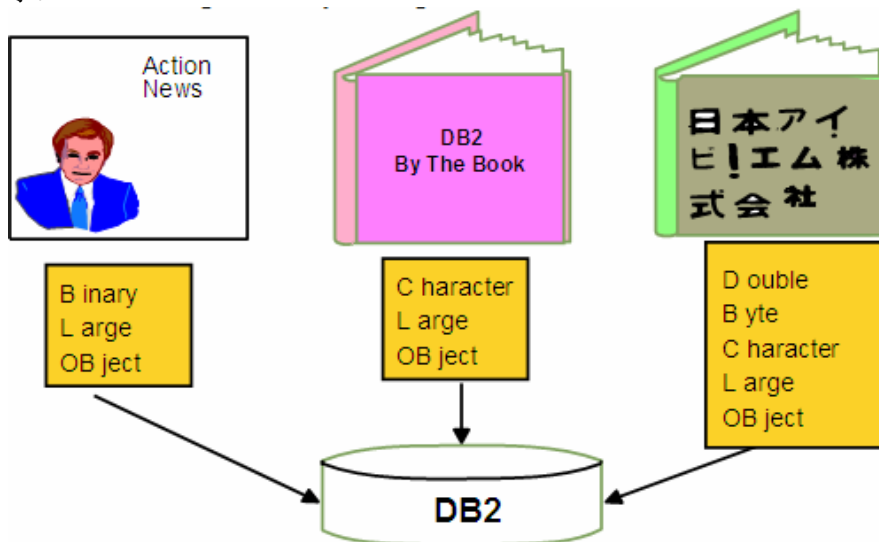 Action
News
DB2
By The Book
日本アイ
ビ！エム株
式会社
B inary
L arge
OB ject
C haracter
L arge
OB ject
D ouble
B yte
C haracter
L arge
OB ject
DB2